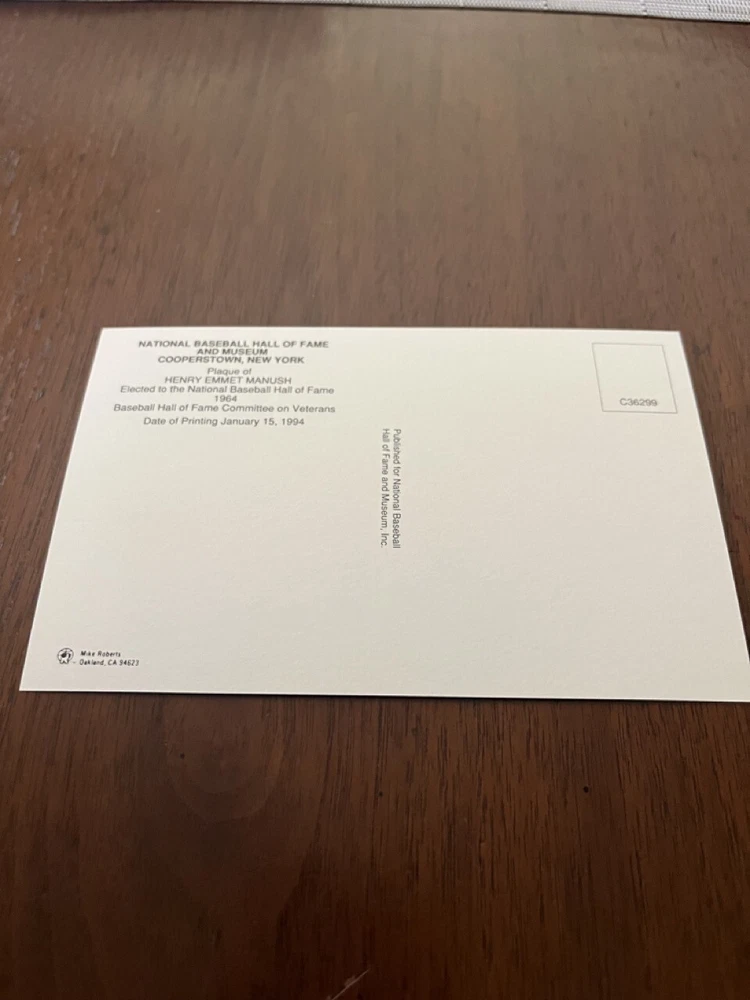 NATIONAL BASEBALL HALL OF FAME
AND MUSEUM
COOPERSTOWN, NEW YORK
Plaque of
HENRY EMMET MANUSH
Elected to the National Baseball Hall of Fame
1964
Baseball Hall of Fame Committee on Veterans
Date of Printing January 15, 1994
C36299
Published for National Baseball
Hall of Fame and Museum, Inc.
Mike Roberts
Oakland, CA 94623